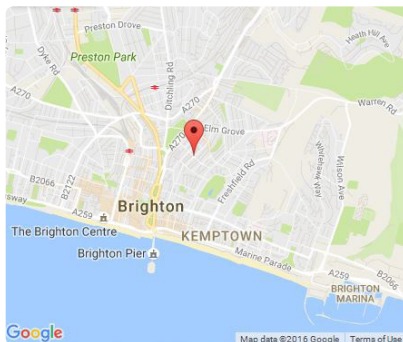 Preston Drove
Heath Hill Ave
Preston Park
Dyke Rd
Ditchling Rd
A270
A270
Warren Rd
A270
Elm Grove
Whitehawk Way
Wilson Ave
Freshfield Rd
B2066
B2122
A259
Brighton
The Brighton Centre
KEMPTOWN
Brighton Pier
Marine Parade
A259
B2066
BRIGHTON
MARINA
Google
Map data ©2016 Google
Terms of Use